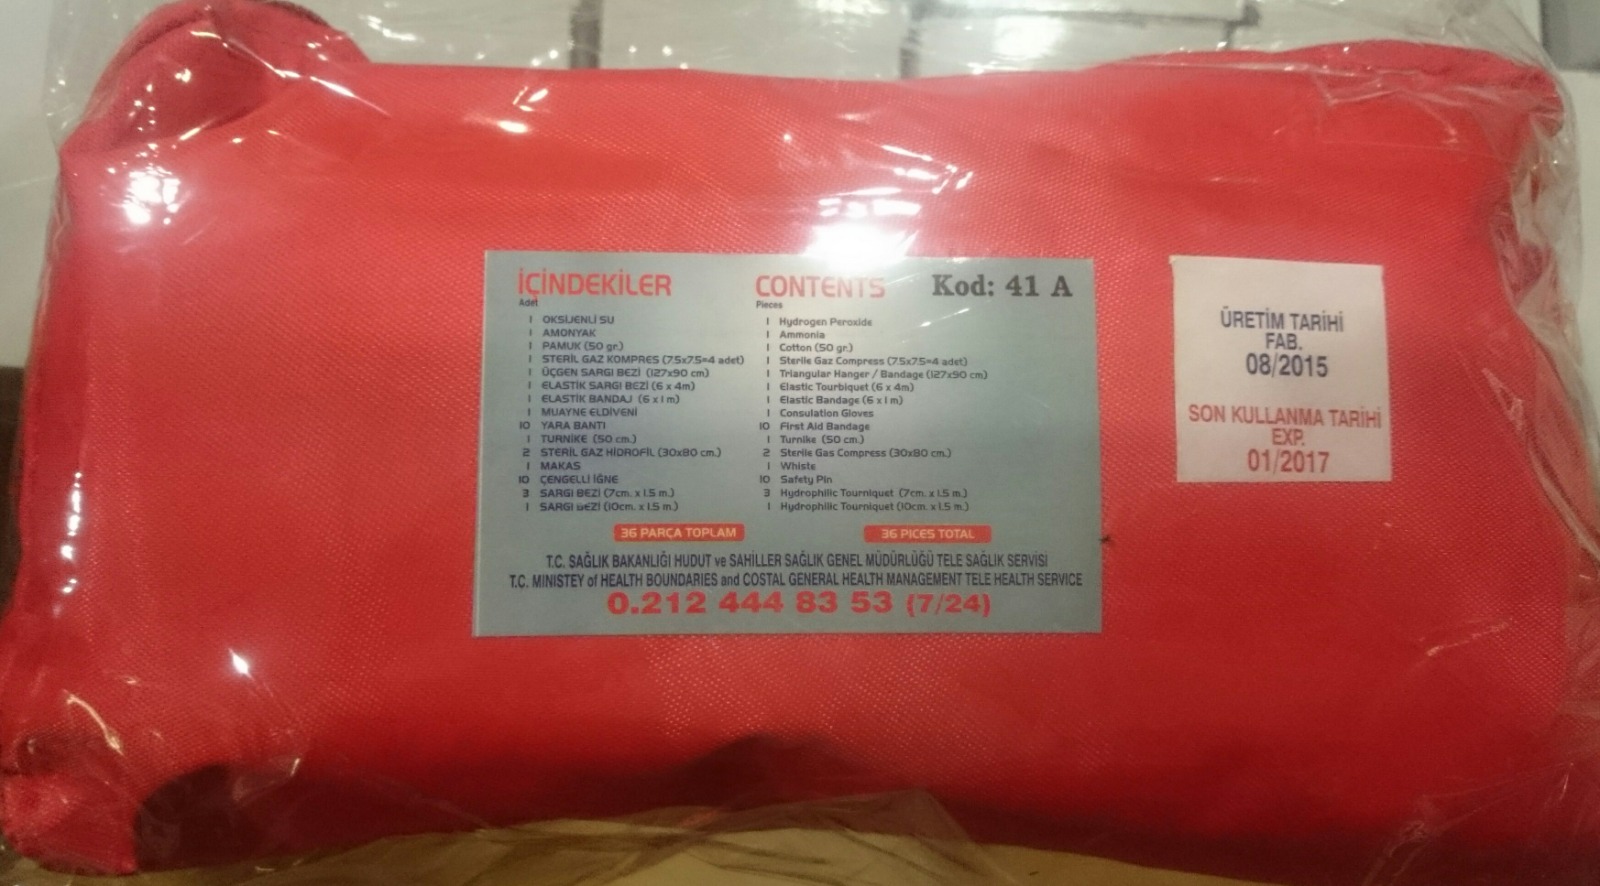 İÇİNDEKİLER
Adet
1 OKSİJENLİ SU
1 AMONYAK
1 PAMUK (50 gr.)
1 STERİL GAZ KOMPRES (7.5x7.5=4 adet)
1 ÜÇGEN SARGI BEZİ (127x90 cm)
1 ELASTİK SARGI BEZİ (6 x 4m)
1 ELASTİK BANDAJ (6 x 1 m)
1 MUAYNE ELDİVENİ
10 YARA BANTI
1 TURNİKE (50 cm.)
2 STERİL GAZ HİDROFİL (30x80 cm.)
1 MAKAS
10 ÇENGELLİ İĞNE
3 SARGI BEZİ (7cm. x 1.5 m.)
1 SARGI BEZİ (10cm. x 1.5 m.)
36 PARÇA TOPLAM
CONTENTS
Kod: 41 A
Pieces
1 Hydrogen Peroxide
1 Ammonia
1 Cotton (50 gr.)
1 Sterile Gaz Compress (7.5x7.5=4 adet)
1 Triangular Hanger / Bandage (127x90 cm)
1 Elastic Tourbiquet (6 x 4m)
1 Elastic Bandage (6 x 1 m)
1 Consulation Gloves
10 First Aid Bandage
1 Turnike (50 cm.)
2 Sterile Gas Compress (30x80 cm.)
1 Whiste
10 Safety Pin
3 Hydrophilic Tourniquet (7cm. x 1.5 m.)
1 Hydrophilic Tourniquet (10cm. x 1.5 m.)
36 PICES TOTAL
T.C. SAĞLIK BAKANLIĞI HUDUT ve SAHİLLER SAĞLIK GENEL MÜDÜRLÜĞÜ TELE SAĞLIK SERVİSİ
T.C. MINISTEY of HEALTH BOUNDARIES and COSTAL GENERAL HEALTH MANAGEMENT TELE HEALTH SERVICE
0.212 444 83 53 (7/24)
ÜRETİM TARİHİ
FAB.
08/2015
SON KULLANMA TARİHİ
EXP.
01/2017